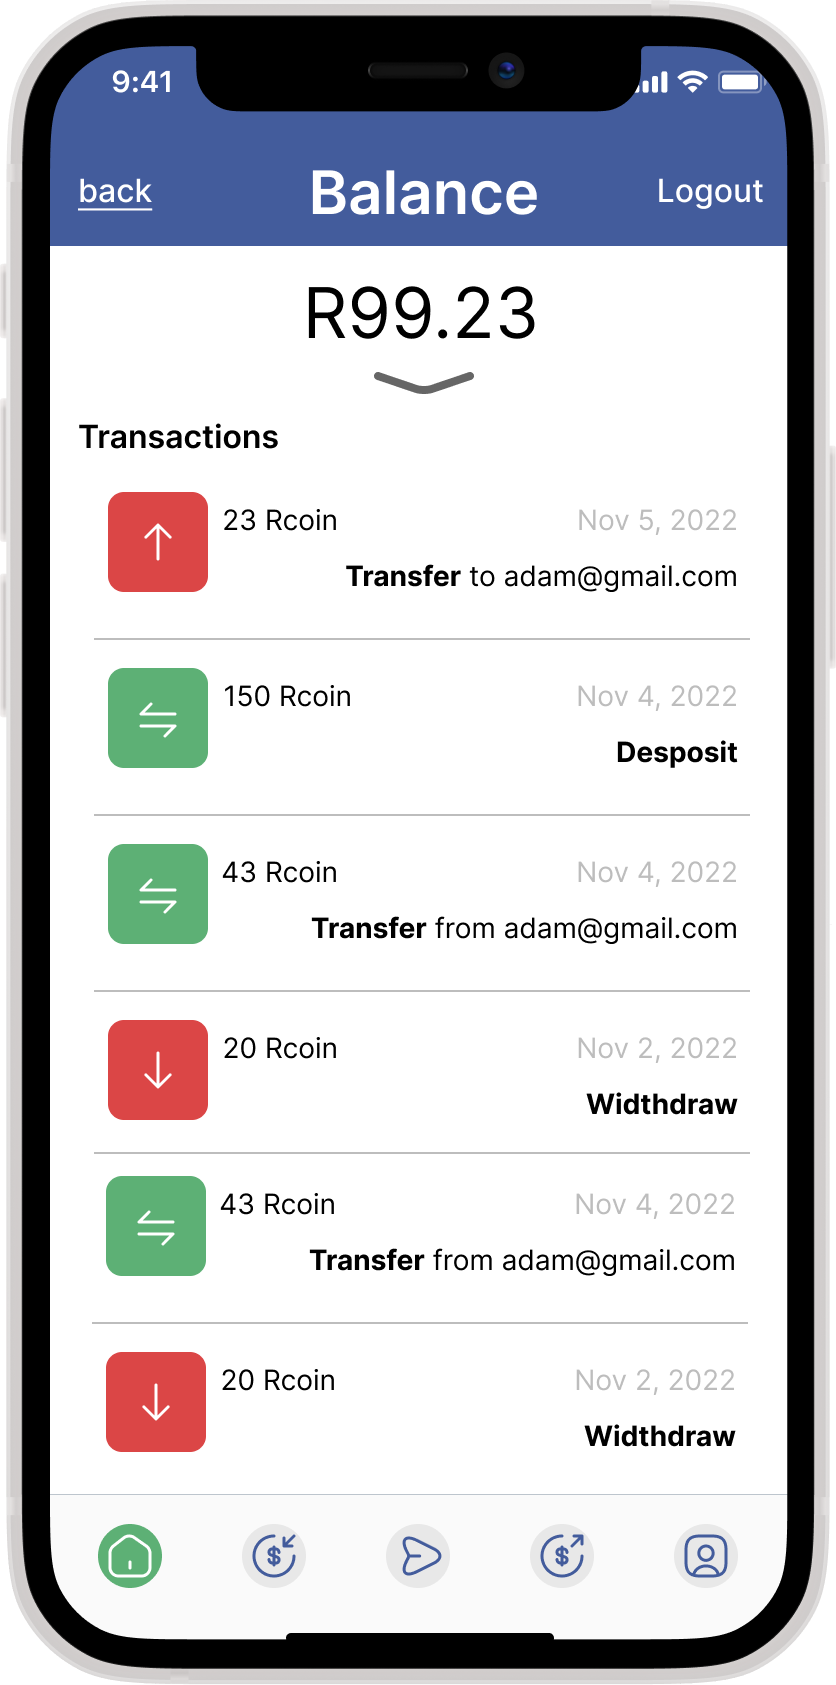 9:41
back Balance Logout
R99.23
Transactions
23 Rcoin Nov 5, 2022
Transfer to adam@gmail.com
150 Rcoin Nov 4, 2022
Desposit
43 Rcoin Nov 4, 2022
Transfer from adam@gmail.com
20 Rcoin Nov 2, 2022
Widthdraw
43 Rcoin Nov 4, 2022
Transfer from adam@gmail.com
20 Rcoin Nov 2, 2022
Widthdraw
$ $